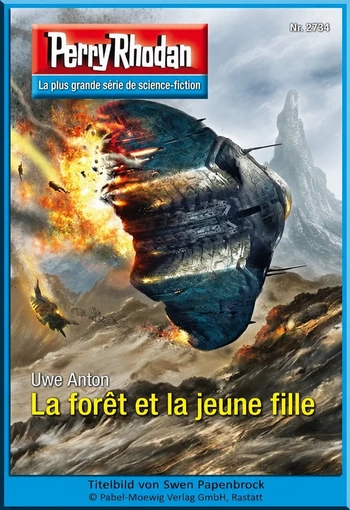 Nr. 2734
Perry Rhodan
La plus grande série de science-fiction
Uwe Anton
La forêt et la jeune fille
Titelbild von Swen Papenbrock
© Pabel-Moewig Verlag GmbH, Rastatt